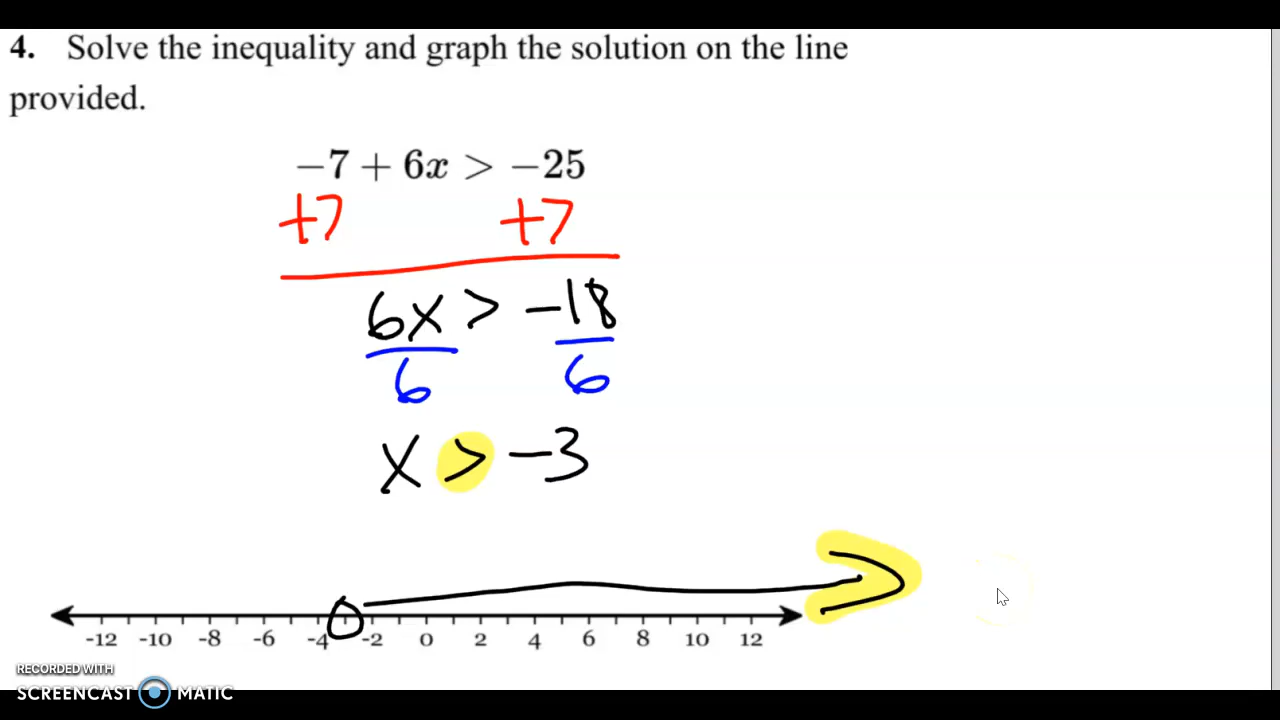 4. Solve the inequality and graph the solution on the line
provided.
−7 + 6x > −25
+7 +7
6x > −18
6 6
x > −3
-12 -10 -8 -6 -4 -2 0 2 4 6 8 10 12
RECORDED WITH
SCREENCAST MATIC